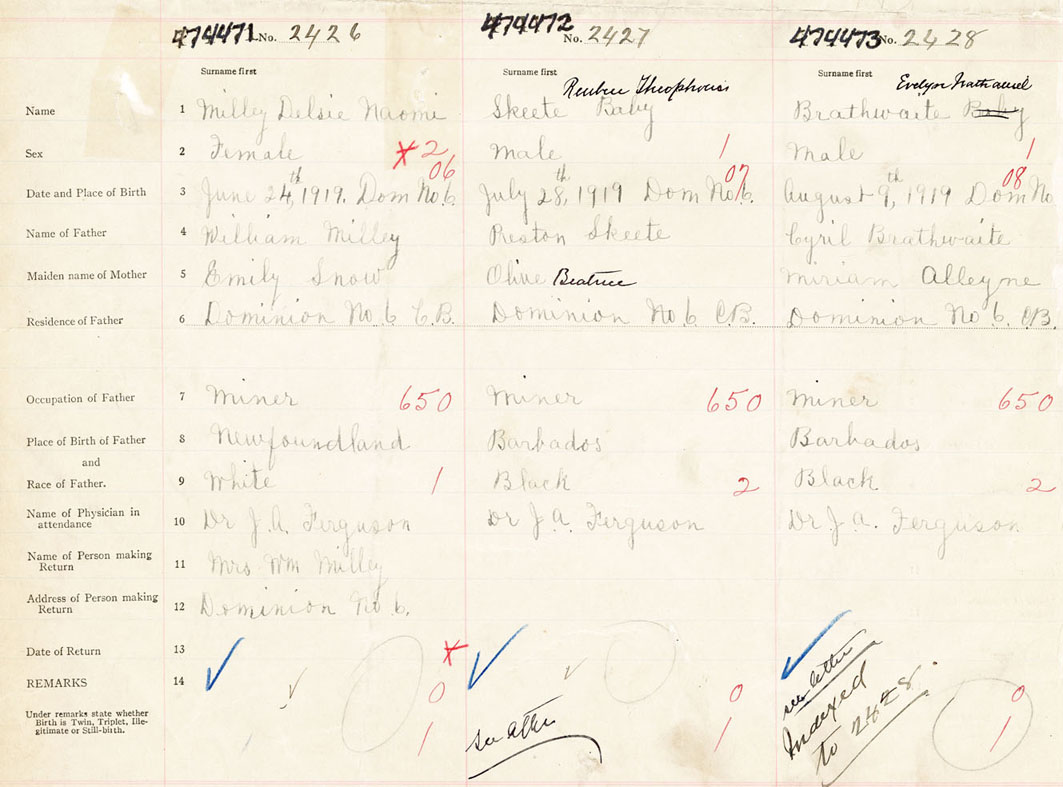 474471 No. 2426 474472 No. 2427 474473 No. 2428
Surname first Surname first Surname first
Reuben Theophorus Evelyn Nathaniel
Name 1 Milley Delsie Naomi Skeete Baby Brathwaite Baby
Sex 2 Female *2 Male 1 Male 1
06 07 08
Date and Place of Birth 3 June 24th, 1919. Dom No. 6. July 28th, 1919 Dom No. 6. August 9th, 1919 Dom No
Name of Father 4 William Milley Preston Skeete Cyril Brathwaite
Maiden name of Mother 5 Emily Snow Olive Beatrice Miriam Alleyne
Residence of Father 6 Dominion No. 6 C.B. Dominion No. 6 C.B. Dominion No 6. C.B.
Occupation of Father 7 Miner 650 Miner 650 Miner 650
Place of Birth of Father 8 Newfoundland Barbados Barbados
and
Race of Father. 9 White 1 Black 2 Black 2
Name of Physician in
attendance 10 Dr J. A. Ferguson Dr J. A. Ferguson Dr J. A. Ferguson
Name of Person making
Return 11 Mrs Wm Milley
Address of Person making
Return 12 Dominion No 6.
Date of Return 13 *
REMARKS 14 see letter
0 0 Indexed 0
Under remarks state whether
Birth is Twin, Triplet, Ille-
gitimate or Still-birth.
1 see letter 1 to 2428. 1